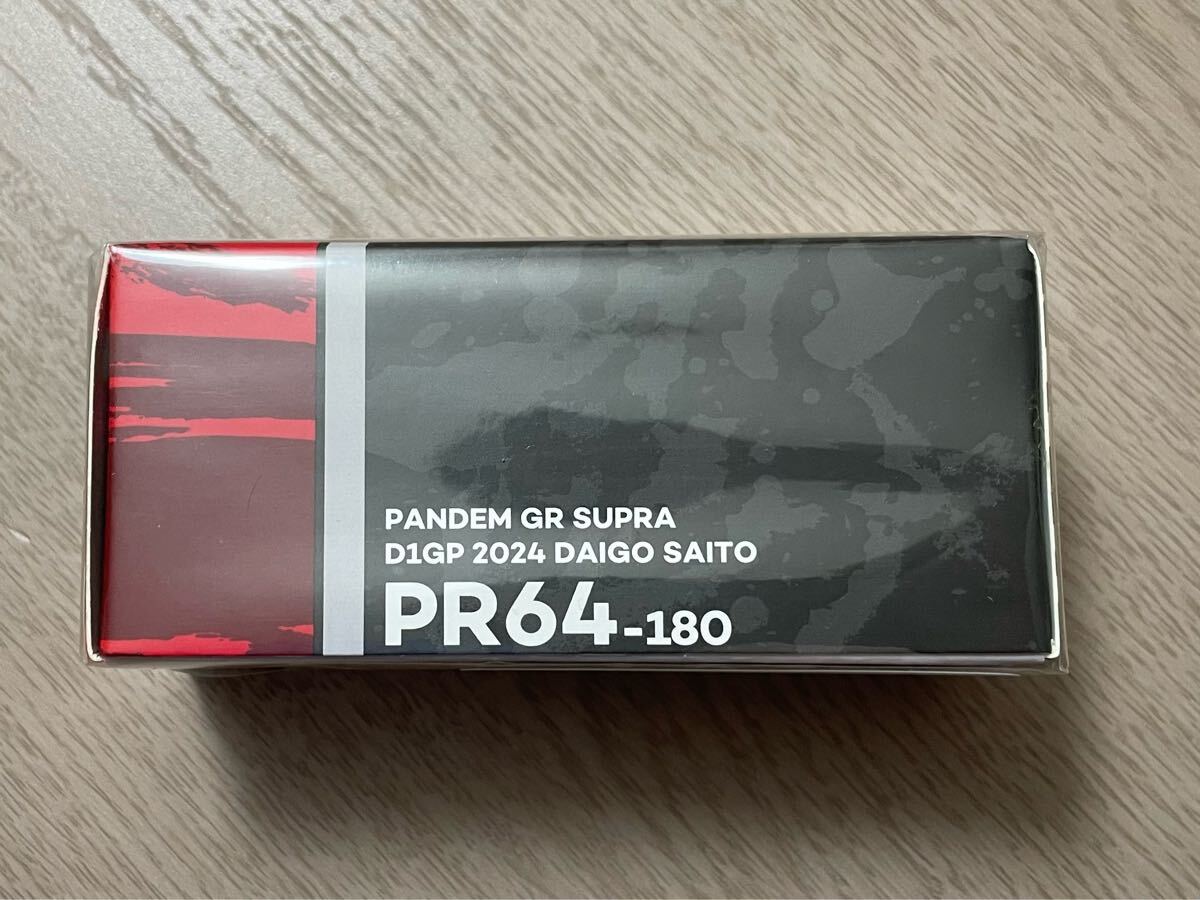 PANDEM GR SUPRA
D1GP 2024 DAIGO SAITO
PR64-180